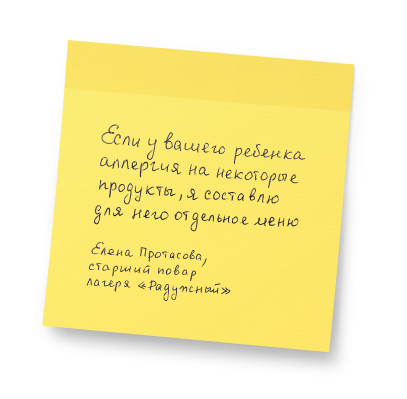 Если у вашего ребенка
аллергия на некоторые
продукты, я составлю
для него отдельное меню
Елена Протасова,
старший повар
лагеря «Радужный»